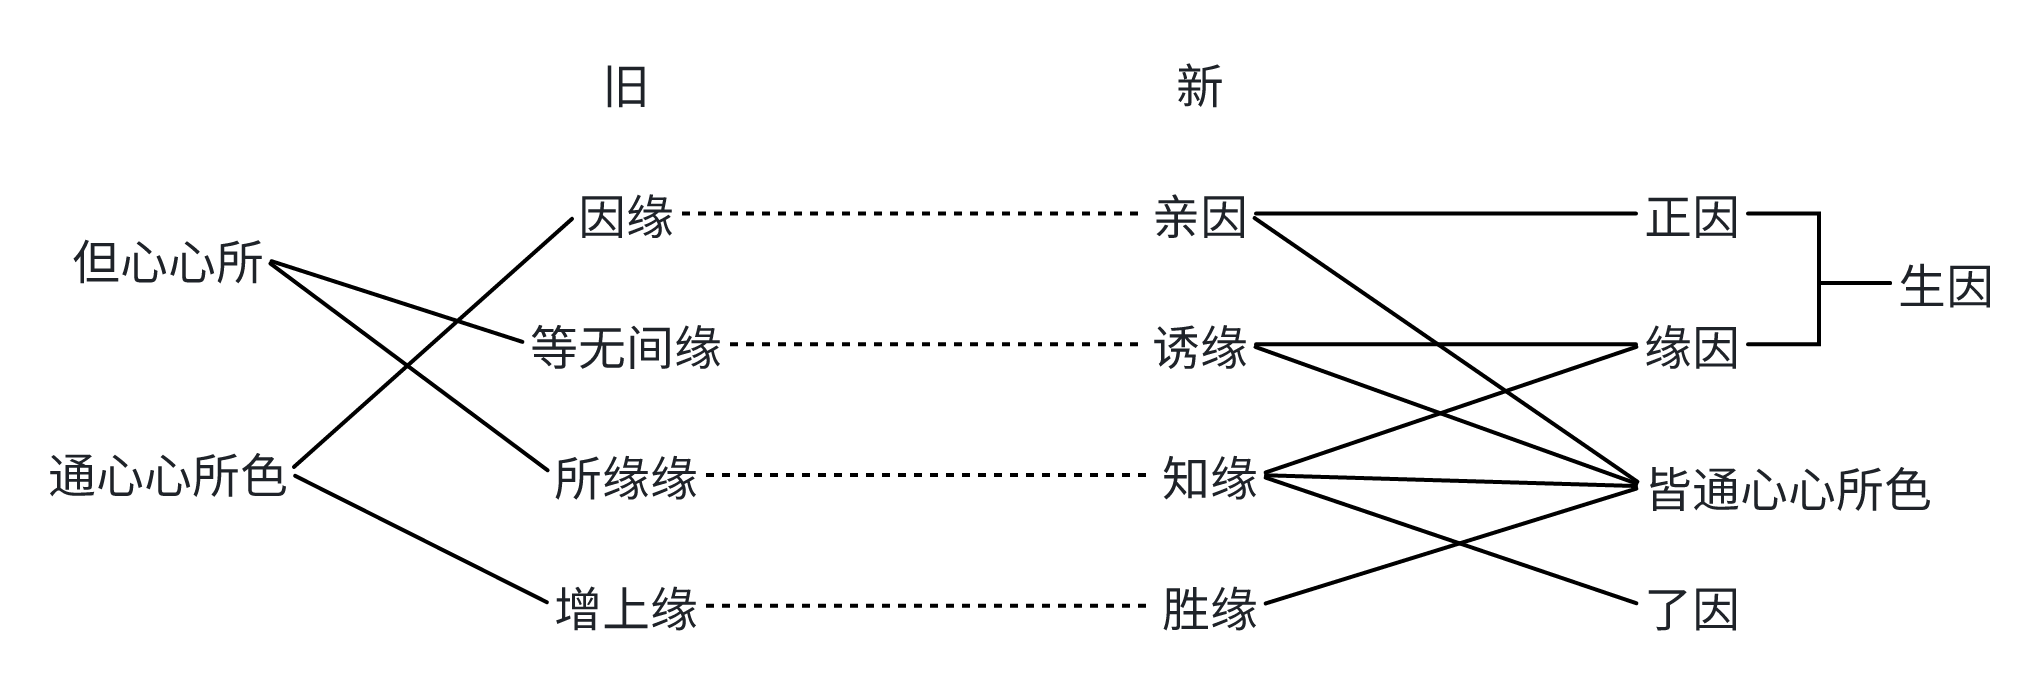 旧 新
因缘 亲因 正因
但心心所
生因
等无间缘 诱缘 缘因
通心心所色 所缘缘 知缘
皆通心心所色
增上缘 胜缘 了因